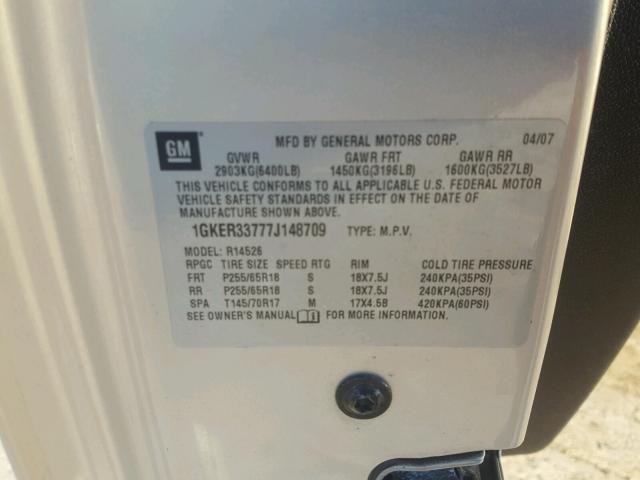 GM MFD BY GENERAL MOTORS CORP. 04/07
GVWR GAWR FRT GAWR RR
2903KG(6400LB) 1450KG(3196LB) 1600KG(3527LB)
THIS VEHICLE CONFORMS TO ALL APPLICABLE U.S. FEDERAL MOTOR
VEHICLE SAFETY STANDARDS IN EFFECT ON THE DATE OF
MANUFACTURE SHOWN ABOVE.
1GKER33777J148709 TYPE: M.P.V.
MODEL: R14526
RPGC TIRE SIZE SPEED RTG RIM COLD TIRE PRESSURE
FRT P255/65R18 S 18X7.5J 240KPA(35PSI)
RR P255/65R18 S 18X7.5J 240KPA(35PSI)
SPA T145/70R17 M 17X4.5B 420KPA(60PSI)
SEE OWNER'S MANUAL FOR MORE INFORMATION.